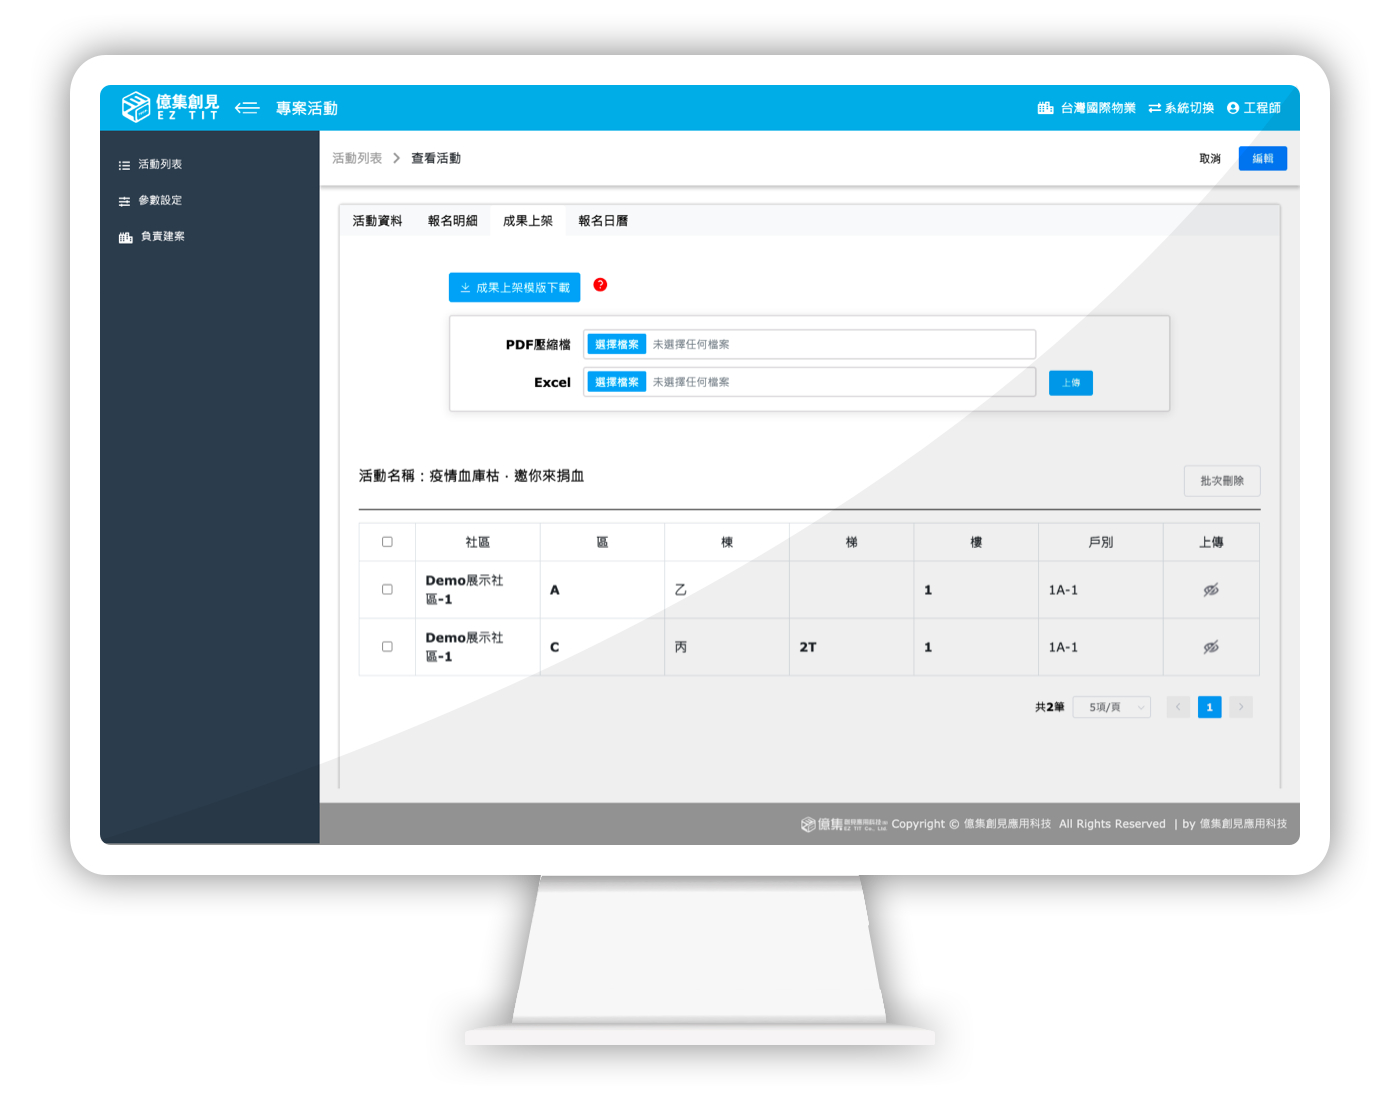 億集創見
EZ TIT
專案活動
台灣國際物業 系統切換 工程師
活動列表
參數設定
負責建案
活動列表 > 查看活動
取消 編輯
活動資料 報名明細 成果上架 報名日曆
成果上架模版下載 ?
PDF壓縮檔 選擇檔案 未選擇任何檔案
Excel 選擇檔案 未選擇任何檔案 上傳
活動名稱：疫情血庫枯 · 邀你來捐血
批次刪除
社區 區 棟 梯 樓 戶別 上傳
Demo展示社
區-1 A 乙 1 1A-1
Demo展示社
區-1 C 丙 2T 1 1A-1
共2筆 5項/頁 < 1 >
億集 創見應用科技 EZ TIT Co., Ltd. Copyright © 億集創見應用科技 All Rights Reserved | by 億集創見應用科技